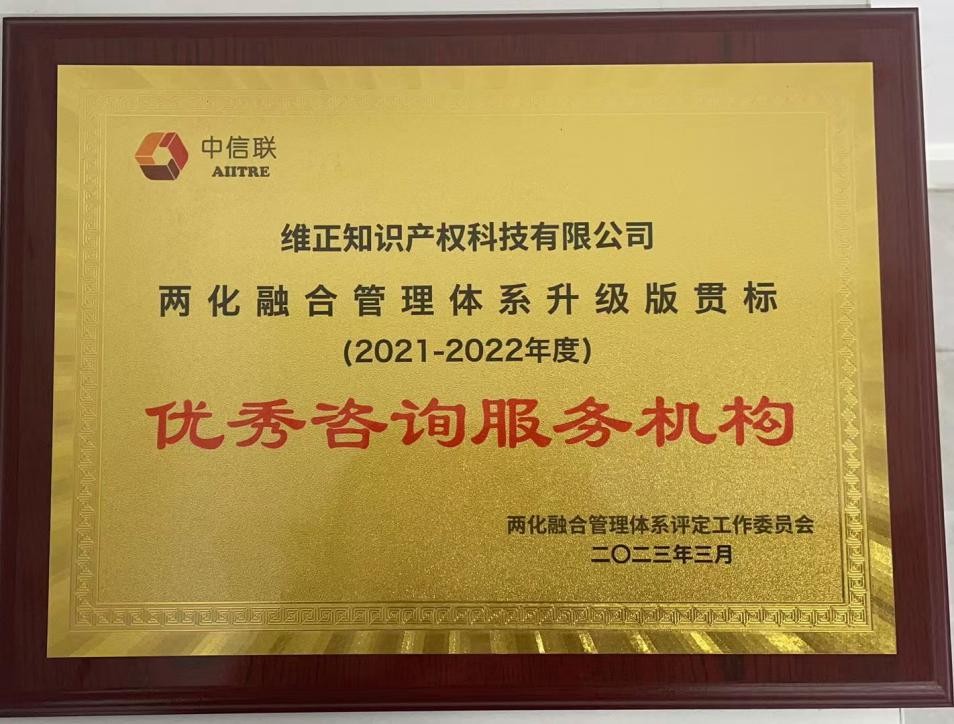 中信联
AIITRE
维正知识产权科技有限公司
两化融合管理体系升级版贯标
(2021-2022年度)
优秀咨询服务机构
两化融合管理体系评定工作委员会
二〇二三年三月